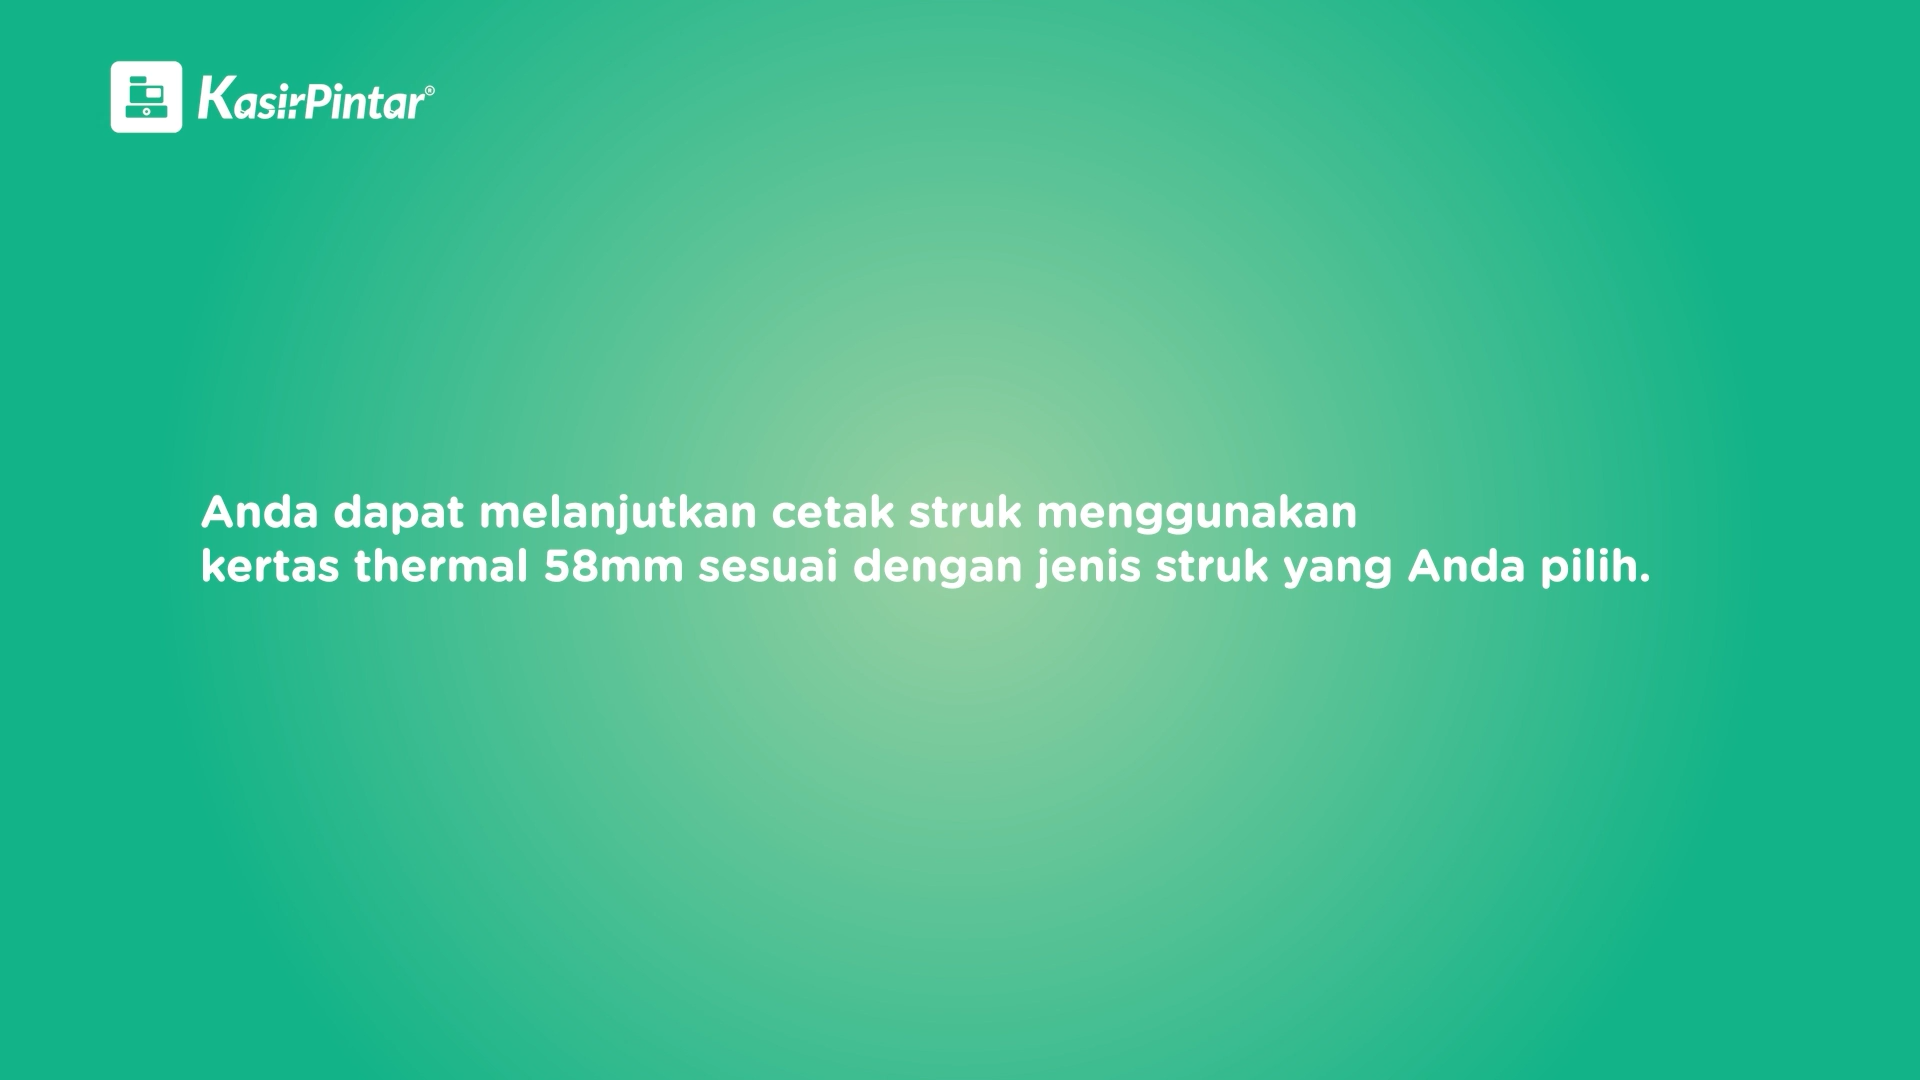 KasirPintar®
Anda dapat melanjutkan cetak struk menggunakan
kertas thermal 58mm sesuai dengan jenis struk yang Anda pilih.